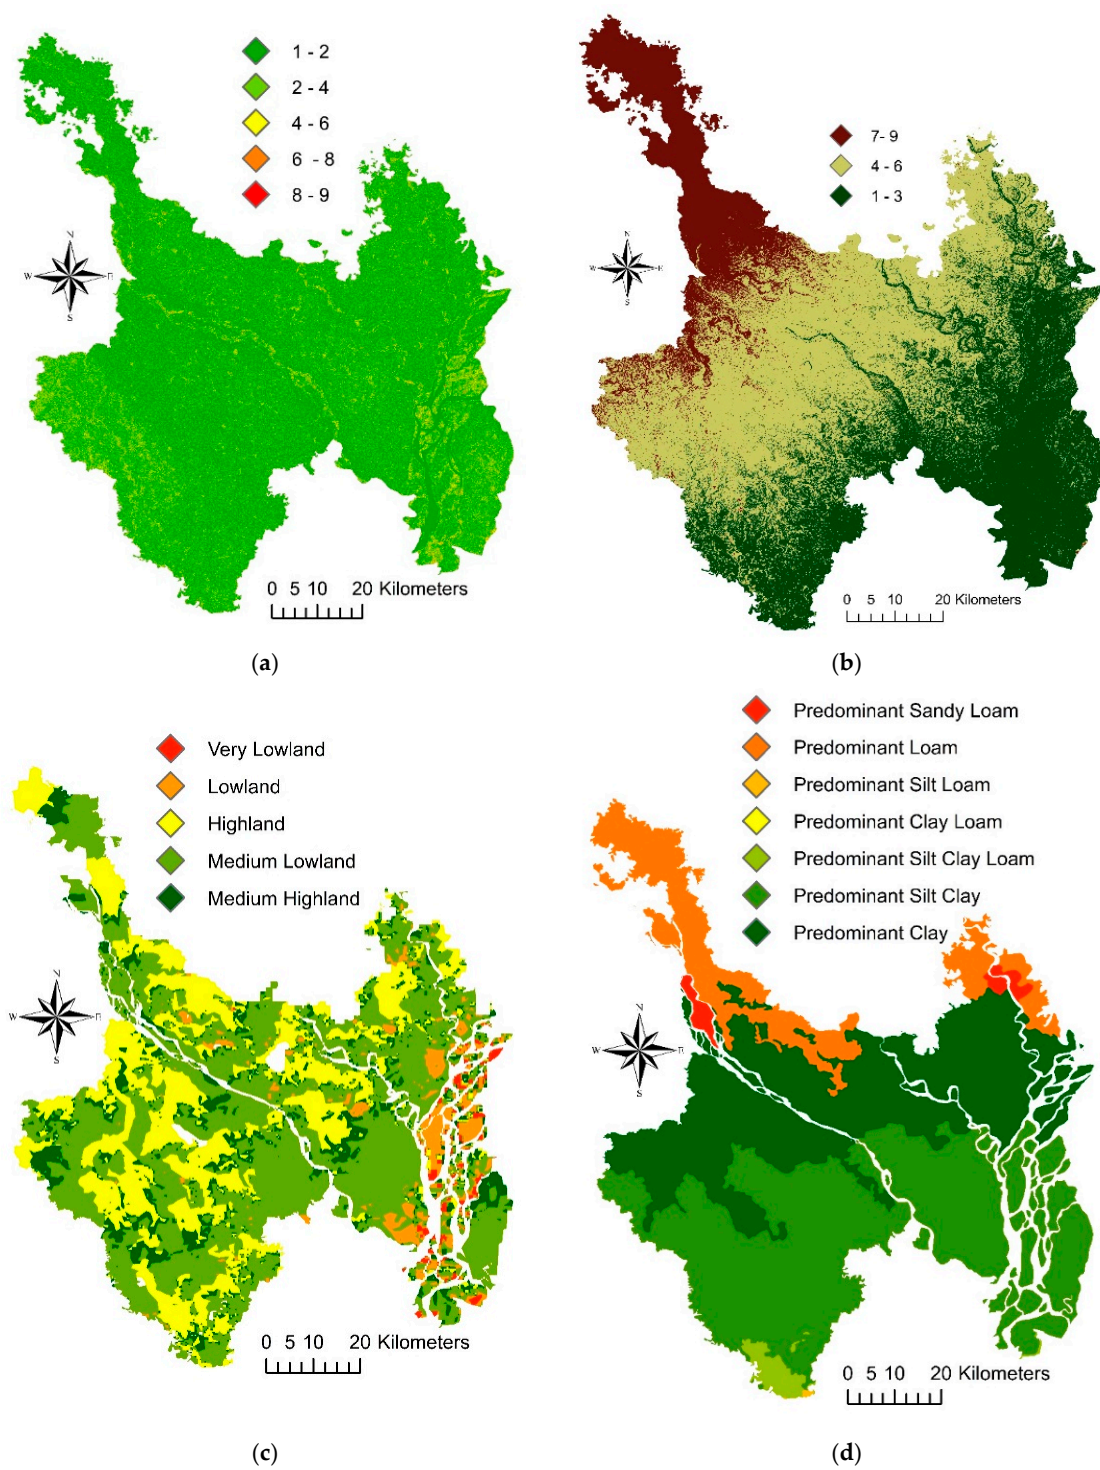 1 - 2
2 - 4
4 - 6
6 - 8
8 - 9
N
W E
S
0 5 10 20 Kilometers
(a)
7- 9
4 - 6
1 - 3
N
W E
S
0 5 10 20 Kilometers
(b)
Very Lowland
Lowland
Highland
Medium Lowland
Medium Highland
N
W E
S
0 5 10 20 Kilometers
(c)
Predominant Sandy Loam
Predominant Loam
Predominant Silt Loam
Predominant Clay Loam
Predominant Silt Clay Loam
Predominant Silt Clay
Predominant Clay
N
W E
S
0 5 10 20 Kilometers
(d)